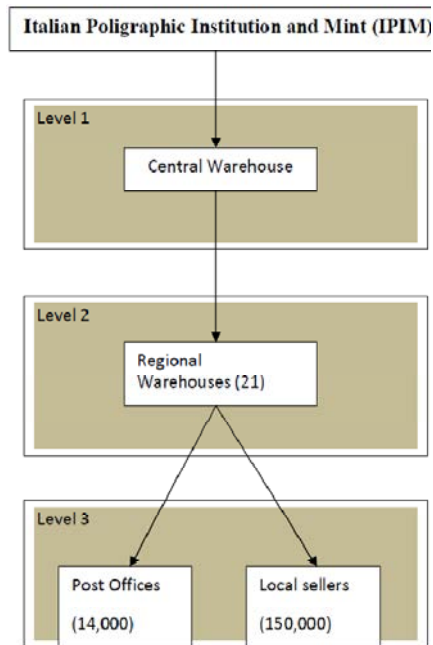 Italian Poligraphic Institution and Mint (IPIM)
Level 1
Central Warehouse
Level 2
Regional
Warehouses (21)
Level 3
Post Offices
(14,000)
Local sellers
(150,000)